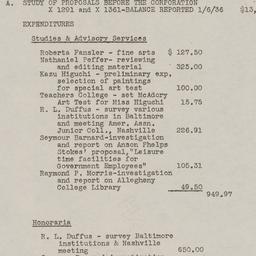 A. STUDY OF PROPOSALS BEFORE THE CORPORATION
X 1291 and X 1361-BALANCE REPORTED 1/6/36 $13,
EXPENDITURES
Studies & Advisory Services
Roberta Fansler - fine arts $ 127.50
Nathaniel Peffer- reviewing
and editing material 325.00
Kazu Higuchi - preliminary exp,
selection of paintings
for special art test 100.00
Teachers College - set McAdory
Art Test for Miss Higuchi 15.75
R. L. Duffus - survey various
institutions in Baltimore
and meeting Amer. Assn.
Junior Coll., Nashville 226.91
Seymour Barnard-investigation
and report on Anson Phelps
Stokes' proposal,"Leisure
time facilities for
Government Employees" 105.31
Raymond P. Morris-investigation
and report on Allegheny
College Library 49.50
949.97
Honoraria
R. L. Duffus - survey Baltimore
institutions & Nashville
meeting 650.00